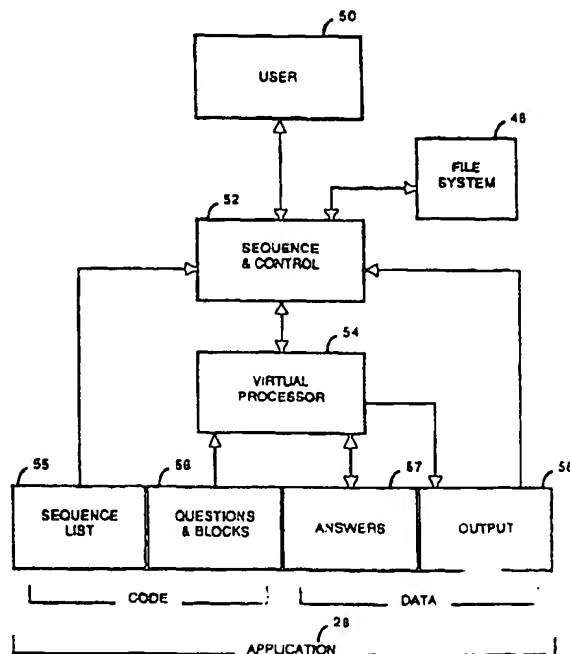 50
USER
FILE
SYSTEM
52
SEQUENCE
& CONTROL
54
VIRTUAL
PROCESSOR
55
56
57
SEQUENCE
LIST
QUESTIONS
& BLOCKS
ANSWERS
OUTPUT
CODE
DATA
28
APPLICATION